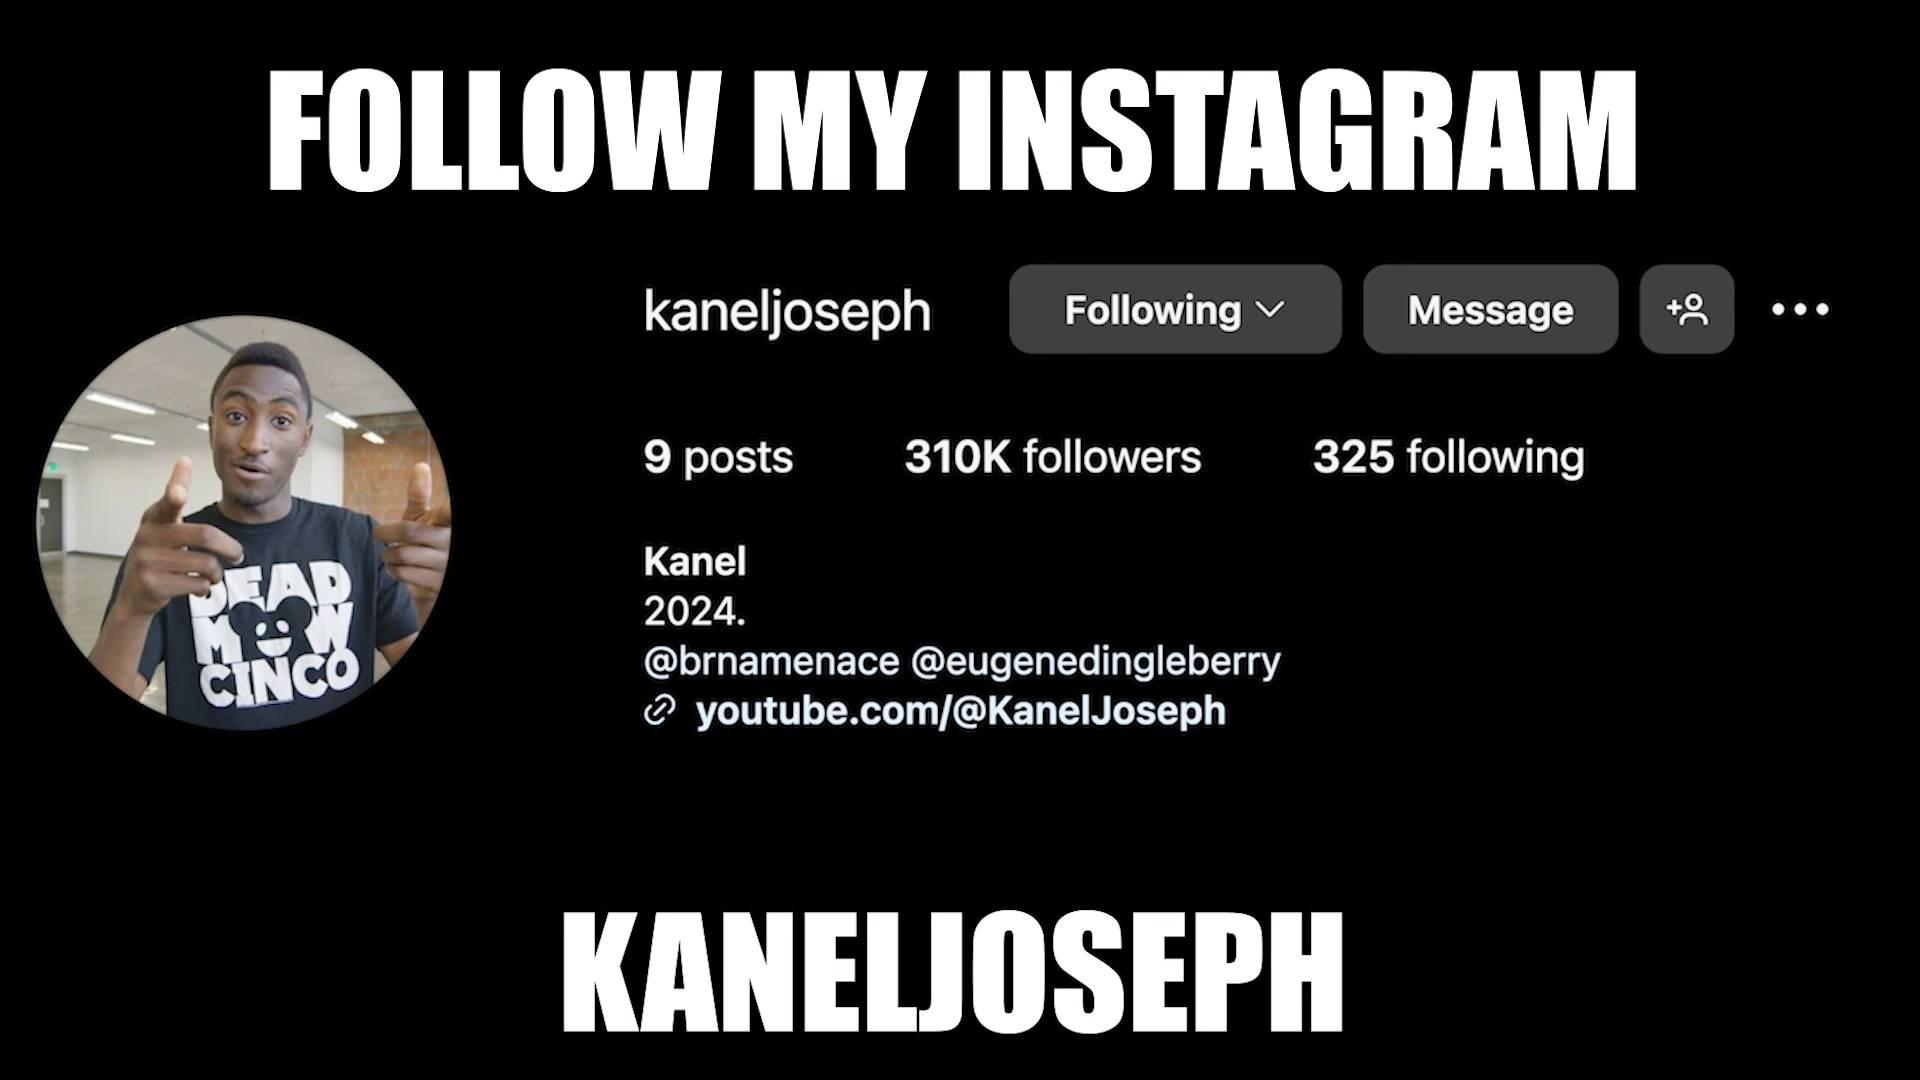 FOLLOW MY INSTAGRAM
kaneljoseph Following Message
9 posts 310K followers 325 following
Kanel
2024.
@brnamenace @eugenedingleberry
youtube.com/@KanelJoseph
DEAD
MOW
CINCO
KANELJOSEPH